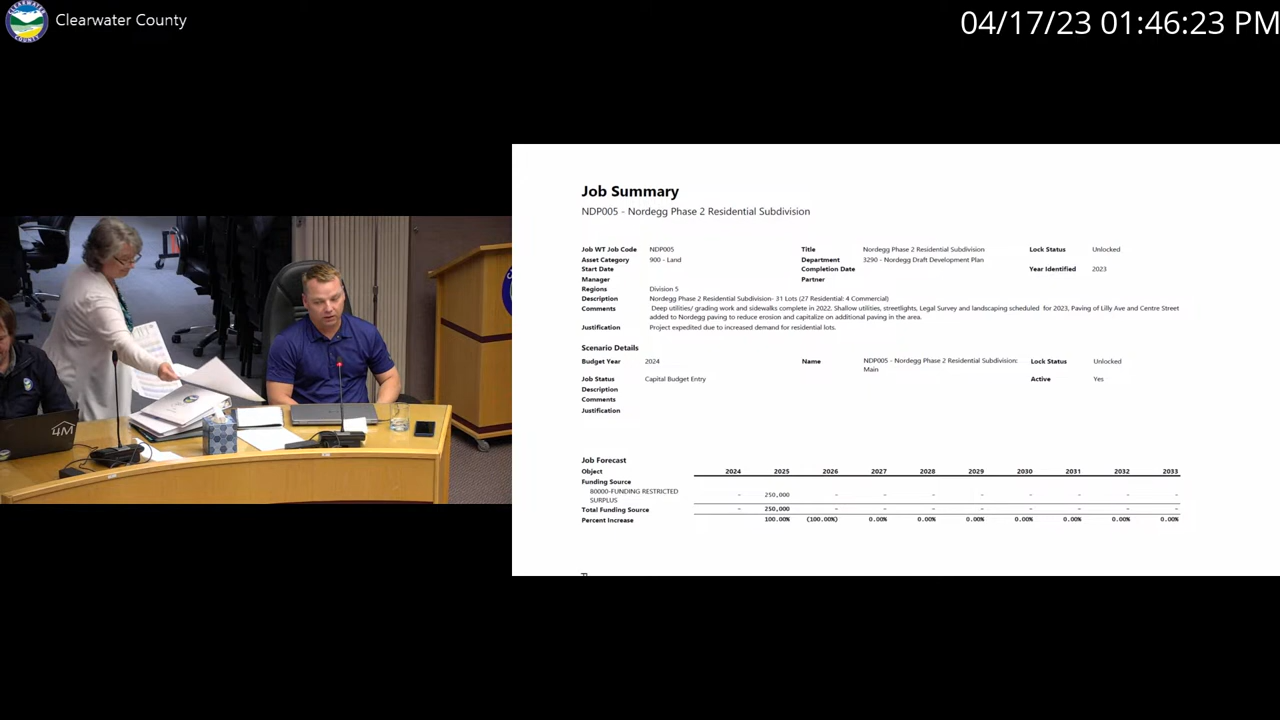 Clearwater County
04/17/23 01:46:23 PM
Job Summary
NDP005 - Nordegg Phase 2 Residential Subdivision
Job WT Job Code NDP005 Title Nordegg Phase 2 Residential Subdivision Lock Status Unlocked
Asset Category 900 - Land Department 3290 - Nordegg Draft Development Plan
Start Date Completion Date Year Identified 2023
Manager Partner
Regions Division 5
Description Nordegg Phase 2 Residential Subdivision- 31 Lots (27 Residential: 4 Commercial)
Comments Deep utilities/ grading work and sidewalks complete in 2022. Shallow utilities, streetlights, Legal Survey and landscaping scheduled for 2023, Paving of Lilly Ave and Centre Street
added to Nordegg paving to reduce erosion and capitalize on additional paving in the area.
Justification Project expedited due to increased demand for residential lots.
Scenario Details
Budget Year 2024 Name NDP005 - Nordegg Phase 2 Residential Subdivision: Lock Status Unlocked
Main
Job Status Capital Budget Entry Active Yes
Description
Comments
Justification
Job Forecast
Object 2024 2025 2026 2027 2028 2029 2030 2031 2032 2033
Funding Source
80000-FUNDING RESTRICTED - 250,000 - - - - - - - -
SURPLUS
Total Funding Source - 250,000 - - - - - - - -
Percent Increase 100.00% (100.00%) 0.00% 0.00% 0.00% 0.00% 0.00% 0.00% 0.00%
4M